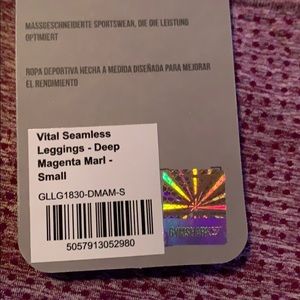 MASSGESCHNEIDERTE SPORTSWEAR, DIE DIE LEISTUNG
OPTIMIERT
ROPA DEPORTIVA HECHA A MEDIDA DISEÑADA PARA MEJORAR
EL RENDIMIENTO
Vital Seamless
Leggings - Deep
Magenta Marl -
Small
GLLG1830-DMAM-S
5057913052980